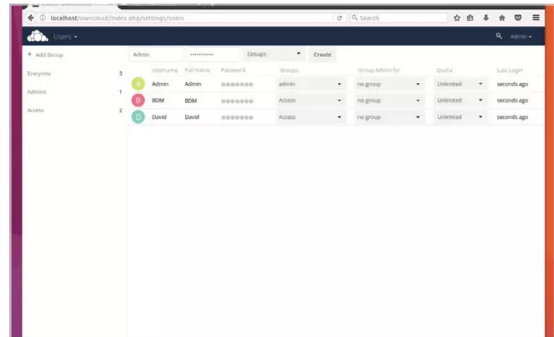 localhost/owncloud/index.php/settings/users
Search
Users
Admin
+ Add Group
Admin
Groups
Create
Username Full Name Password Groups Group Admin for Quota Last Login
Everyone 3
A Admin Admin admin no group Unlimited seconds ago
Admins 1
B BDM BDM Access no group Unlimited seconds ago
Access 2
D David David Access no group Unlimited seconds ago